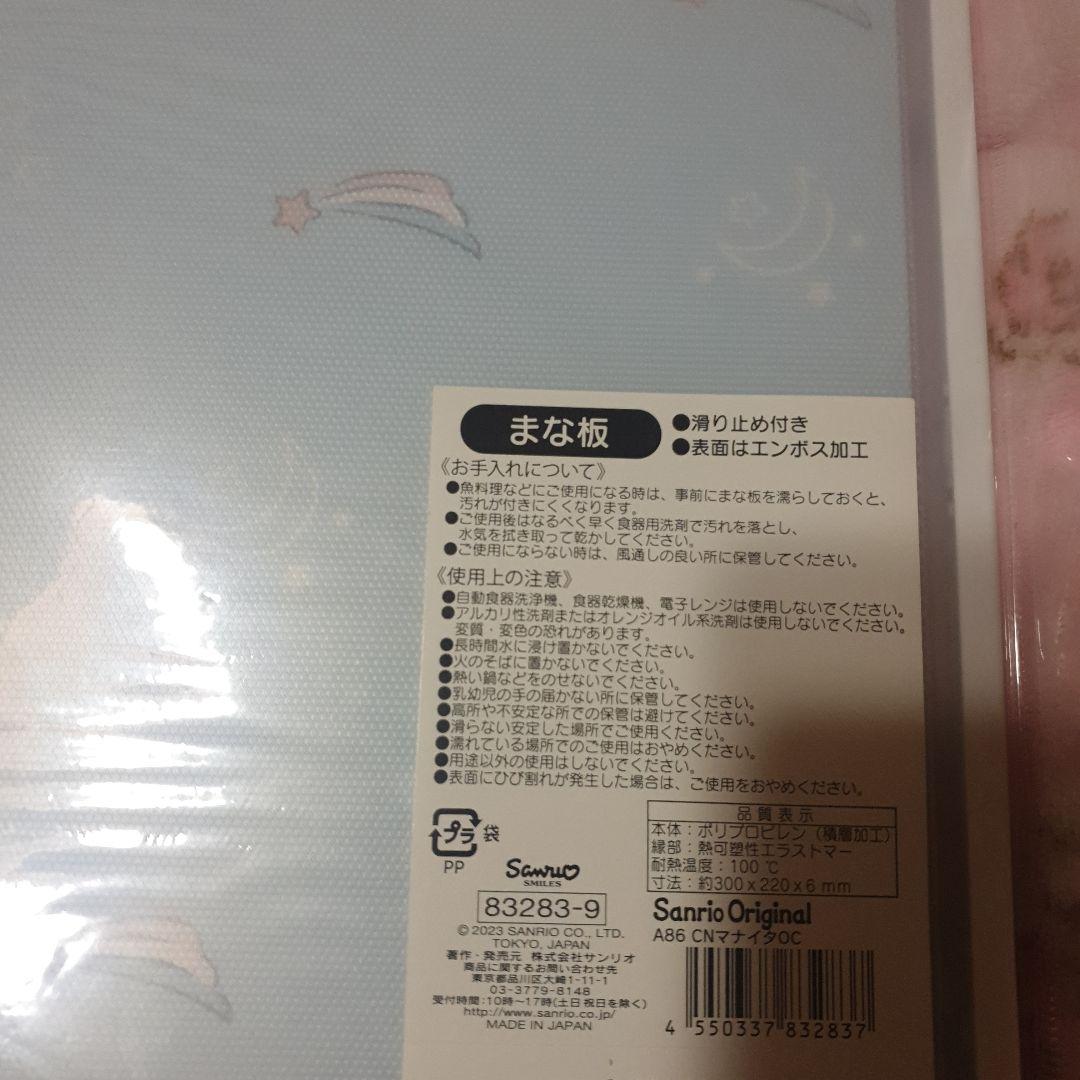 まな板
●滑り止め付き
●表面はエンボス加工
《お手入れについて》
●魚料理などにご使用になる時は、事前にまな板を濡らしておくと、
汚れが付きにくくなります。
●ご使用後はなるべく早く食器用洗剤で汚れを落とし、
水気を拭き取って乾かしてください。
●ご使用にならない時は、風通しの良い所に保管してください。
《使用上の注意》
●自動食器洗浄機、食器乾燥機、電子レンジは使用しないでください。
●アルカリ性洗剤またはオレンジオイル系洗剤は使用しないでください。
変質・変色の恐れがあります。
●長時間水に浸け置かないでください。
●火のそばに置かないでください。
●熱い鍋などをのせないでください。
●乳幼児の手の届かない所に保管してください。
●高所や不安定な所での保管は避けてください。
●滑らない安定した場所でご使用ください。
●濡れている場所でのご使用はおやめください。
●用途以外の使用はしないでください。
●表面にひび割れが発生した場合は、ご使用をおやめください。
プラ 袋
PP
Sanrio
SMILES
83283-9
© 2023 SANRIO CO., LTD.
TOKYO, JAPAN
著作・発売元 株式会社サンリオ
商品に関するお問い合わせ先
東京都品川区大崎1-11-1
03-3779-8148
受付時間:10時〜17時(土日祝日を除く)
http://www.sanrio.co.jp/
MADE IN JAPAN
品質表示
本体:ポリプロピレン(積層加工)
縁部:熱可塑性エラストマー
耐熱温度:100℃
寸法:約300x220x6mm
Sanrio Original
A86 CNマナイタOC
4 550337 832837